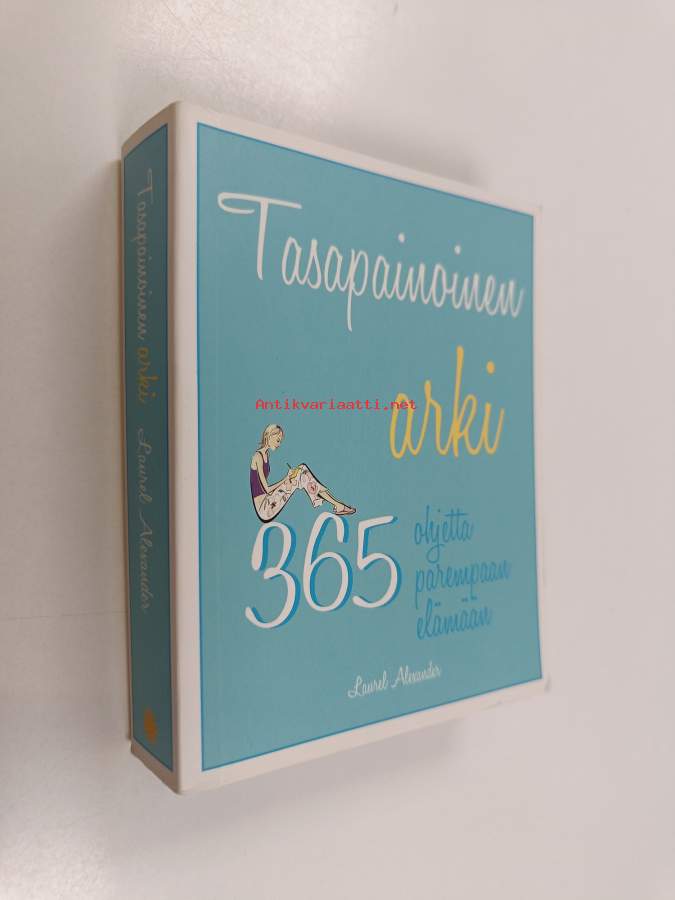 Tasapainoinen arki Laurel Alexander
Tasapainoinen
arki
Antikvariaatti.net
365
ohjetta
parempaan
elämään
Laurel Alexander